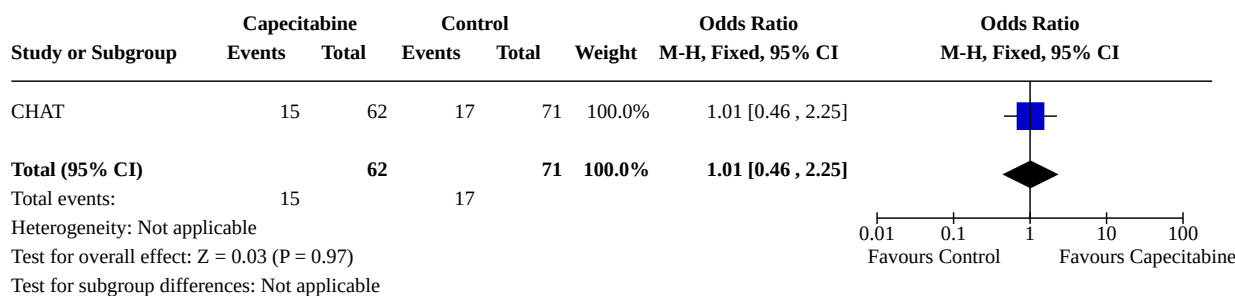 Capecitabine Control Odds Ratio Odds Ratio
Study or Subgroup Events Total Events Total Weight M-H, Fixed, 95% CI M-H, Fixed, 95% CI
CHAT 15 62 17 71 100.0% 1.01 [0.46 , 2.25]
Total (95% CI) 62 71 100.0% 1.01 [0.46 , 2.25]
Total events: 15 17
Heterogeneity: Not applicable
0.01 0.1 1 10 100
Test for overall effect: Z = 0.03 (P = 0.97) Favours Control Favours Capecitabine
Test for subgroup differences: Not applicable